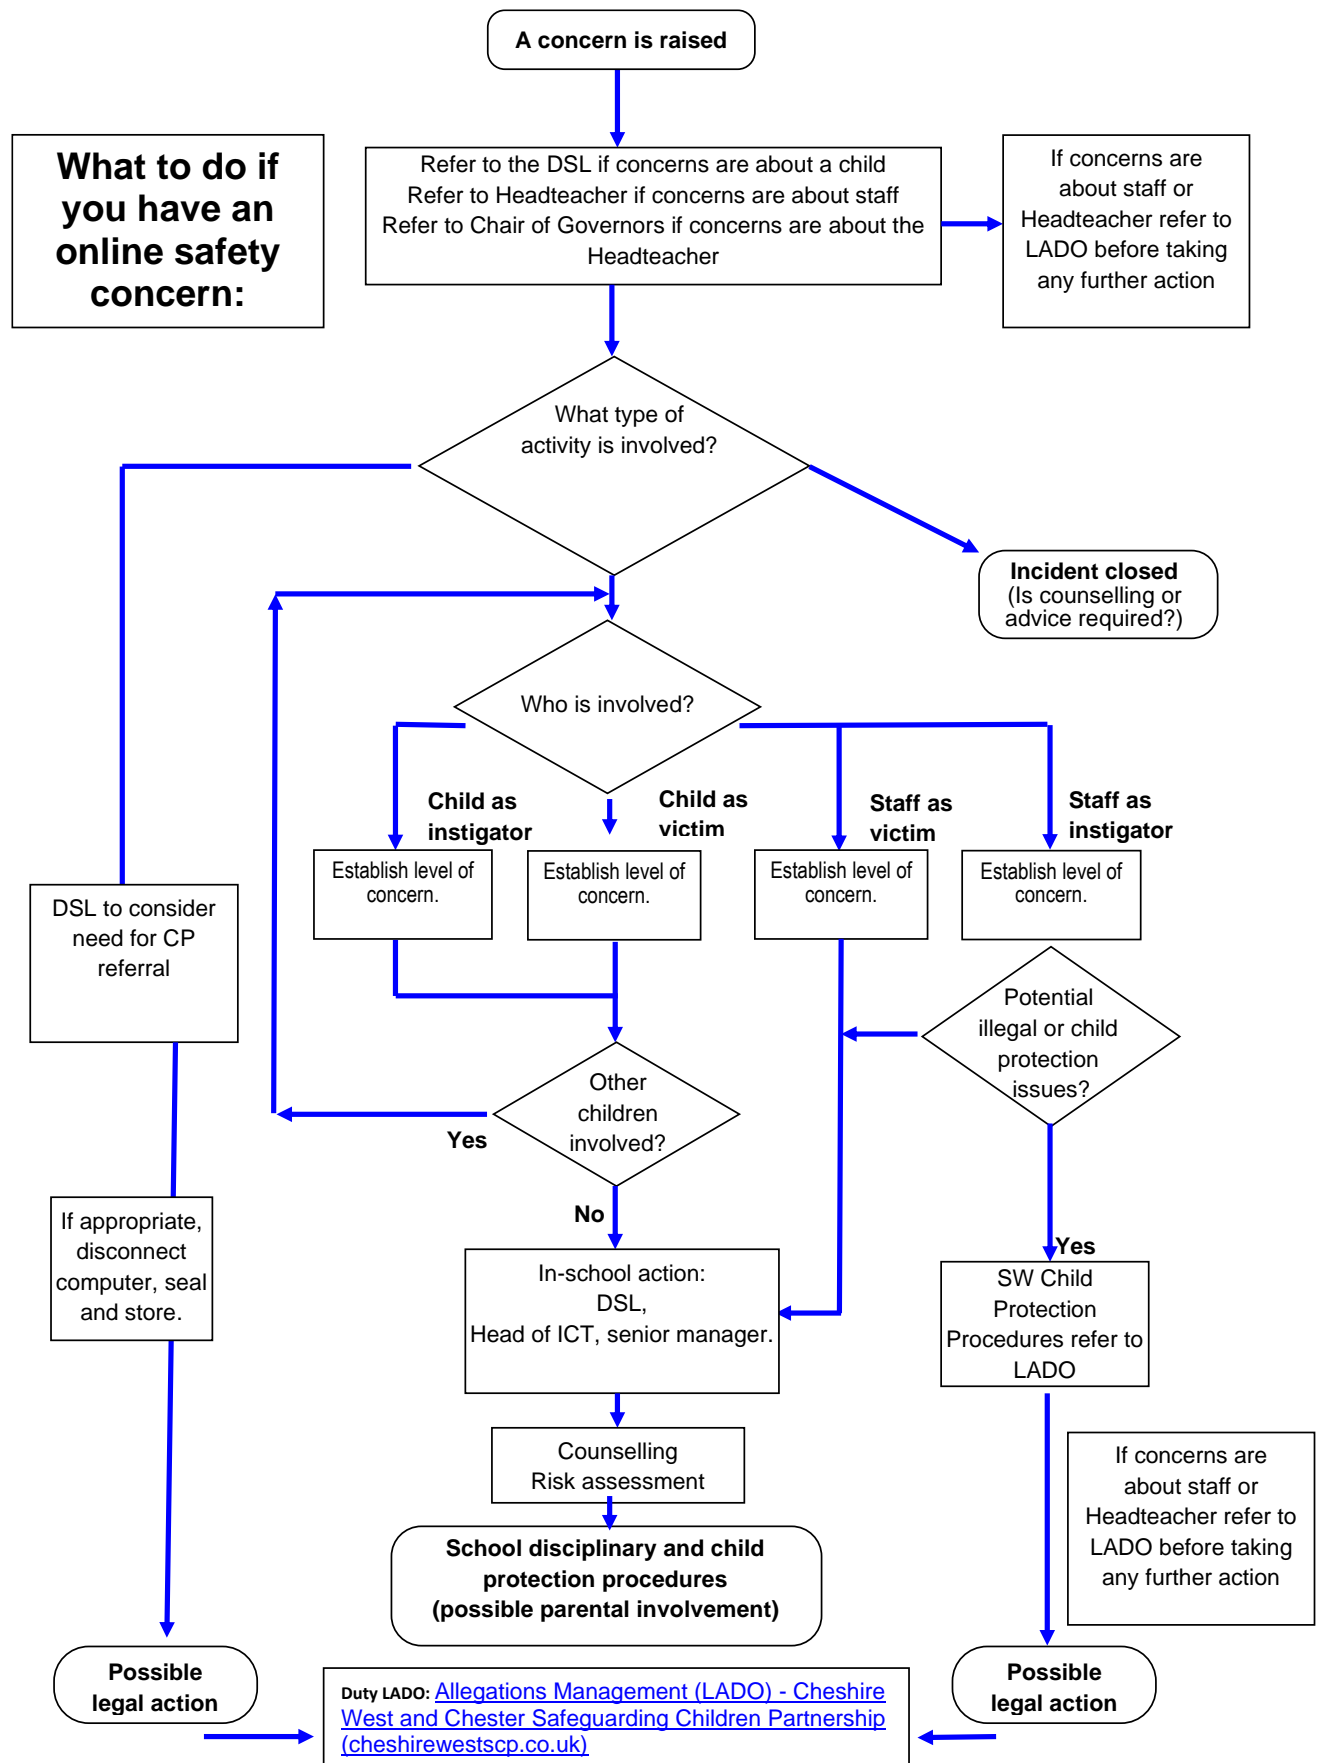 A concern is raised
What to do if
you have an
online safety
concern:
Refer to the DSL if concerns are about a child
Refer to Headteacher if concerns are about staff
Refer to Chair of Governors if concerns are about the
Headteacher
If concerns are
about staff or
Headteacher refer to
LADO before taking
any further action
What type of
activity is involved?
Incident closed
(Is counselling or
advice required?)
Who is involved?
Child as
instigator
Child as
victim
Staff as
victim
Staff as
instigator
Establish level of
concern.
Establish level of
concern.
Establish level of
concern.
Establish level of
concern.
DSL to consider
need for CP
referral
Potential
illegal or child
protection
issues?
Other
children
involved?
Yes
No
If appropriate,
disconnect
computer, seal
and store.
In-school action:
DSL,
Head of ICT, senior manager.
Yes
SW Child
Protection
Procedures refer to
LADO
Counselling
Risk assessment
If concerns are
about staff or
Headteacher refer to
LADO before taking
any further action
School disciplinary and child
protection procedures
(possible parental involvement)
Possible
legal action
Possible
legal action
Duty LADO: Allegations Management (LADO) - Cheshire
West and Chester Safeguarding Children Partnership
(cheshirewestscp.co.uk)